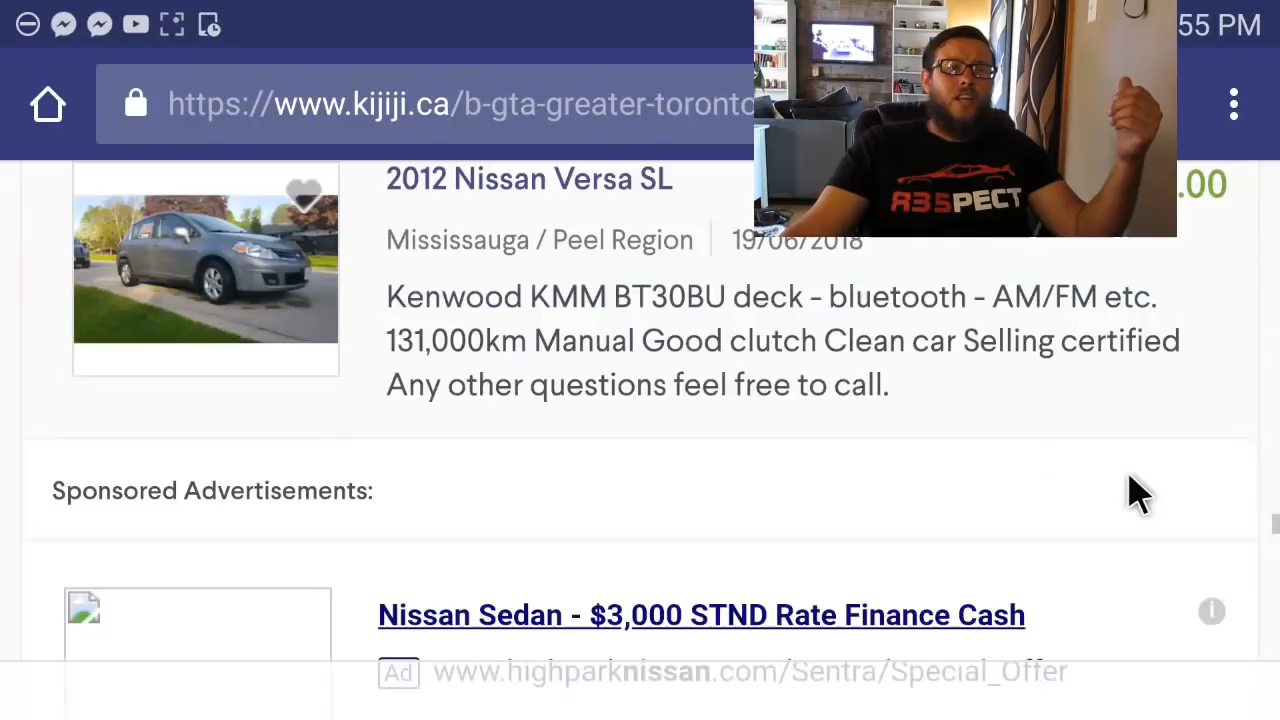 55 PM
https://www.kijiji.ca/b-gta-greater-toronto
2012 Nissan Versa SL
.00
Mississauga / Peel Region
19/06/2018
Kenwood KMM BT30BU deck - bluetooth - AM/FM etc.
131,000km Manual Good clutch Clean car Selling certified
Any other questions feel free to call.
Sponsored Advertisements:
Nissan Sedan - $3,000 STND Rate Finance Cash
Ad www.highparknissan.com/Sentra/Special_Offer
R35PECT